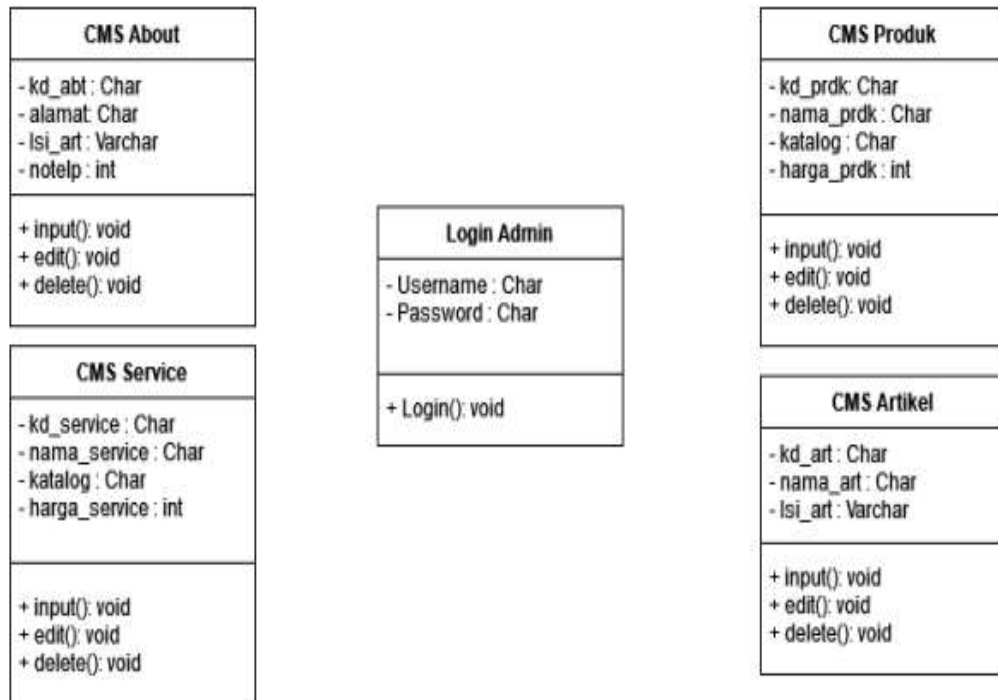 CMS About
- kd_abt : Char
- alamat: Char
- Isi_art : Varchar
- notelp : int
+ input(): void
+ edit(): void
+ delete(): void
CMS Service
- kd_service : Char
- nama_service : Char
- katalog : Char
- harga_service : int
+ input(): void
+ edit(): void
+ delete(): void
Login Admin
- Username : Char
- Password : Char
+ Login(): void
CMS Produk
- kd_prdk: Char
- nama_prdk : Char
- katalog : Char
- harga_prdk : int
+ input(): void
+ edit(): void
+ delete(): void
CMS Artikel
- kd_art : Char
- nama_art : Char
- Isi_art : Varchar
+ input(): void
+ edit(): void
+ delete(): void